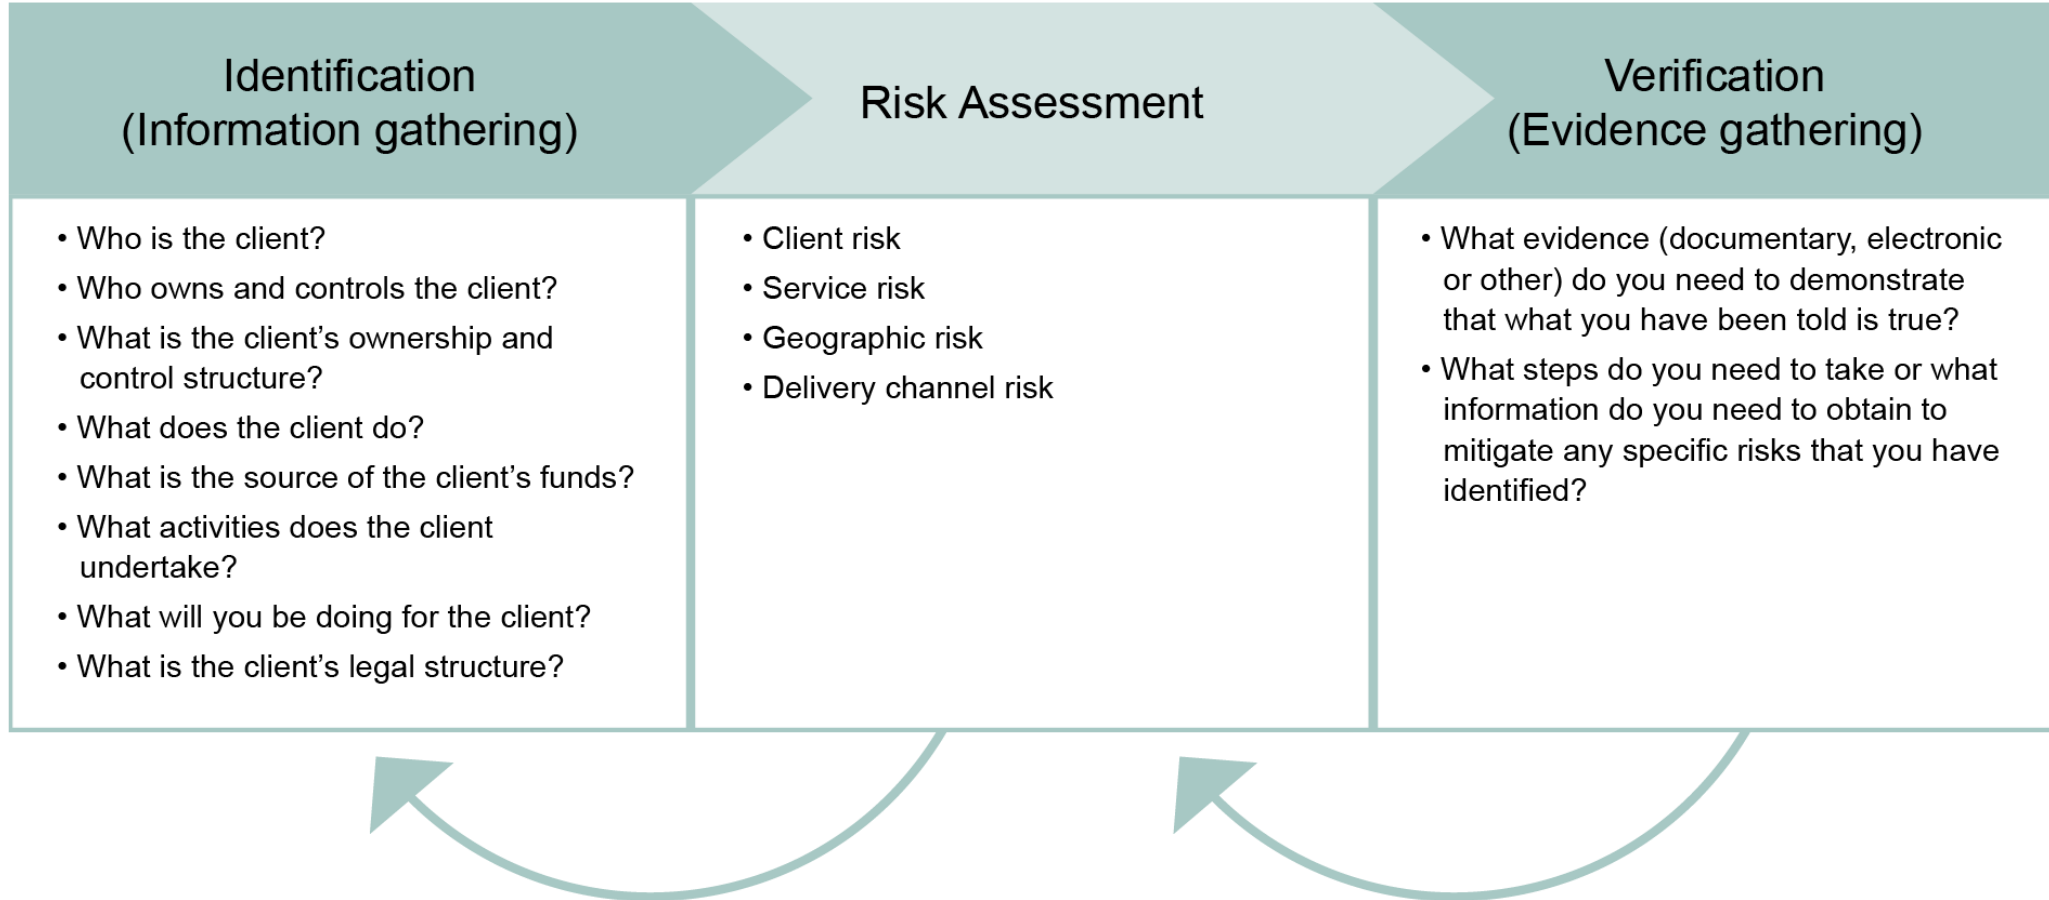 Identification
(Information gathering)
Risk Assessment
Verification
(Evidence gathering)
• Who is the client?
• Who owns and controls the client?
• What is the client’s ownership and
control structure?
• What does the client do?
• What is the source of the client’s funds?
• What activities does the client
undertake?
• What will you be doing for the client?
• What is the client’s legal structure?
• Client risk
• Service risk
• Geographic risk
• Delivery channel risk
• What evidence (documentary, electronic
or other) do you need to demonstrate
that what you have been told is true?
• What steps do you need to take or what
information do you need to obtain to
mitigate any specific risks that you have
identified?